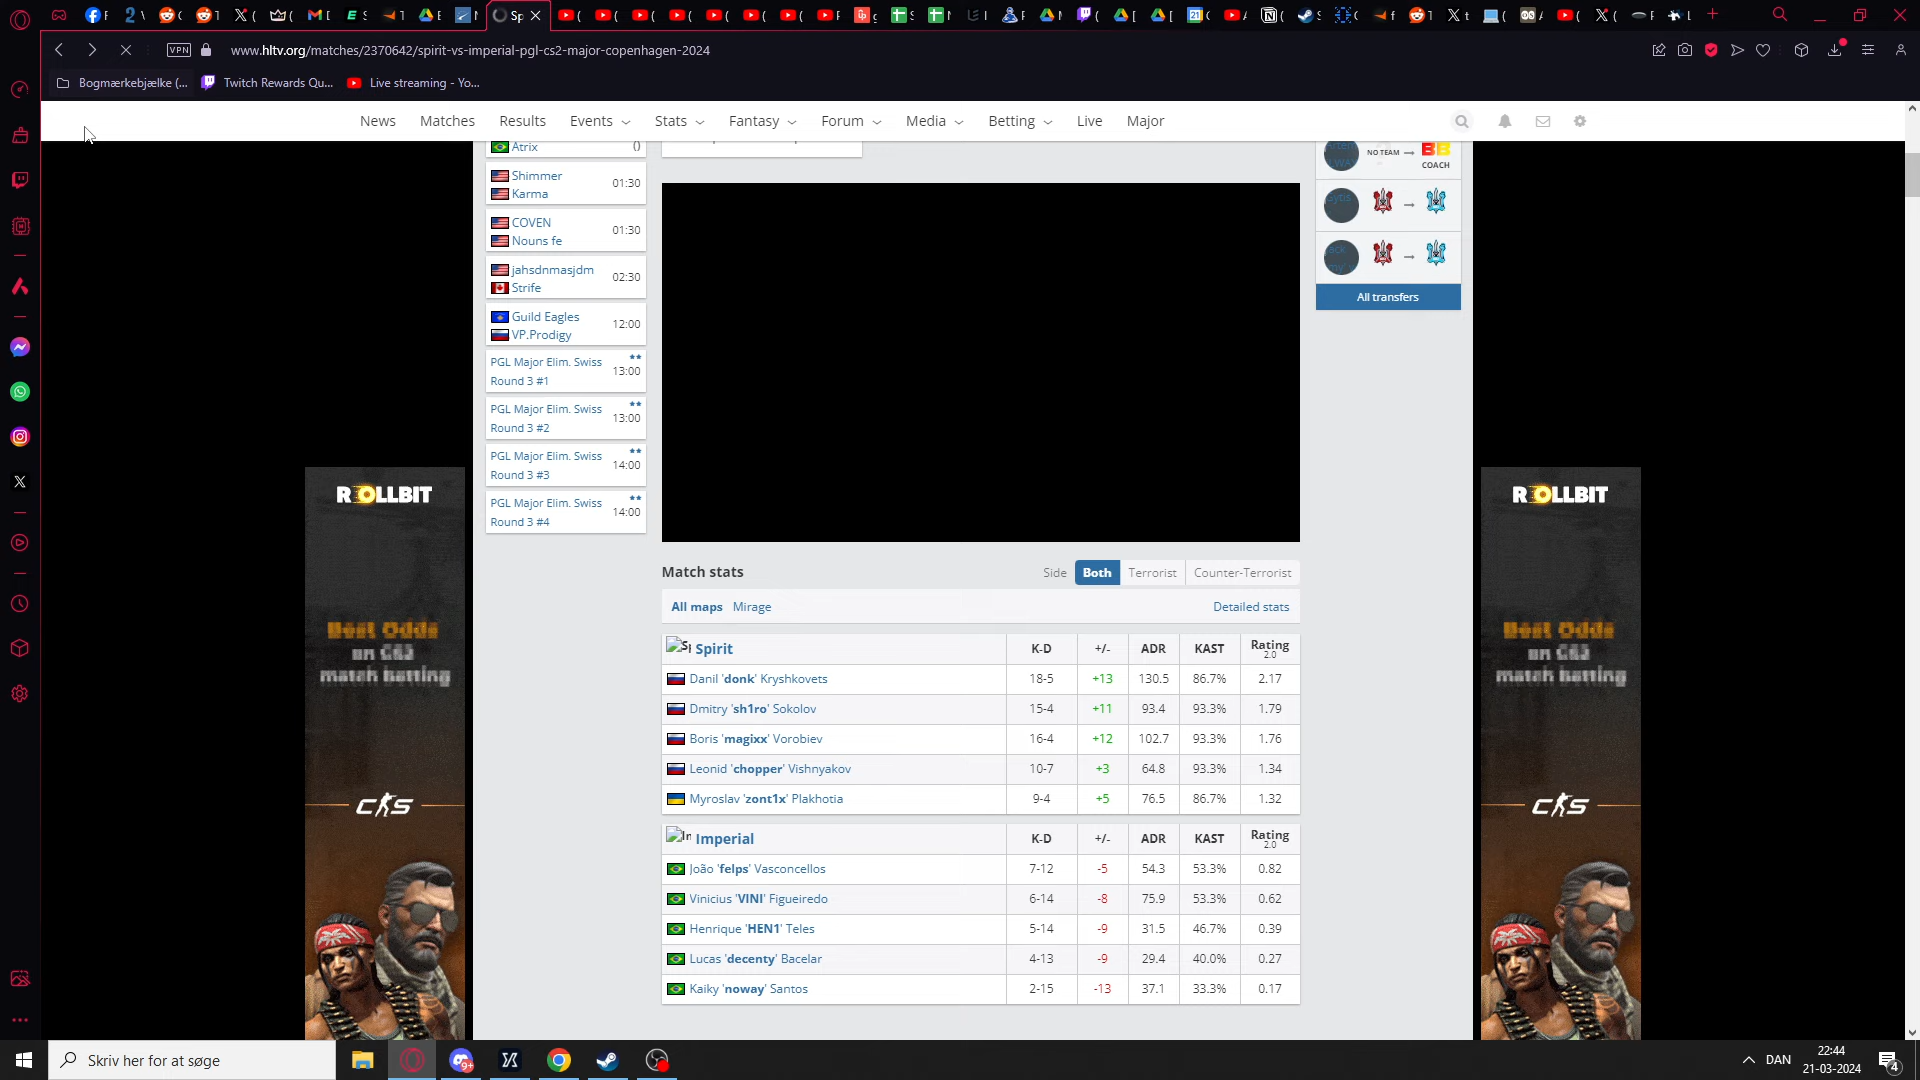 www.hltv.org/matches/2370642/spirit-vs-imperial-pgl-cs2-major-copenhagen-2024
VPN
Bogmærkebjælke (...
Twitch Rewards Qu...
Live streaming - Yo...
News Matches Results Events Stats Fantasy Forum Media Betting Live Major
Atrix ()
Shimmer
Karma
01:30
COVEN
Nouns fe
01:30
jahsdnmasjdm
Strife
02:30
Guild Eagles
VP.Prodigy
12:00
PGL Major Elim. Swiss
Round 3 #1
13:00
PGL Major Elim. Swiss
Round 3 #2
13:00
PGL Major Elim. Swiss
Round 3 #3
14:00
PGL Major Elim. Swiss
Round 3 #4
14:00
NO TEAM
COACH
All transfers
ROLLBIT
Best Odds
on CS2
match betting
ROLLBIT
Best Odds
on CS2
match betting
Match stats
Side Both Terrorist Counter-Terrorist
All maps Mirage Detailed stats
Spirit K-D +/- ADR KAST Rating 2.0
Danil 'donk' Kryshkovets 18-5 +13 130.5 86.7% 2.17
Dmitry 'sh1ro' Sokolov 15-4 +11 93.4 93.3% 1.79
Boris 'magixx' Vorobiev 16-4 +12 102.7 93.3% 1.76
Leonid 'chopper' Vishnyakov 10-7 +3 64.8 93.3% 1.34
Myroslav 'zont1x' Plakhotia 9-4 +5 76.5 86.7% 1.32
Imperial K-D +/- ADR KAST Rating 2.0
João 'felps' Vasconcellos 7-12 -5 54.3 53.3% 0.82
Vinicius 'VINI' Figueiredo 6-14 -8 75.9 53.3% 0.62
Henrique 'HEN1' Teles 5-14 -9 31.5 46.7% 0.39
Lucas 'decenty' Bacelar 4-13 -9 29.4 40.0% 0.27
Kaiky 'noway' Santos 2-15 -13 37.1 33.3% 0.17
Skriv her for at søge
9+
DAN
22:44
21-03-2024
4